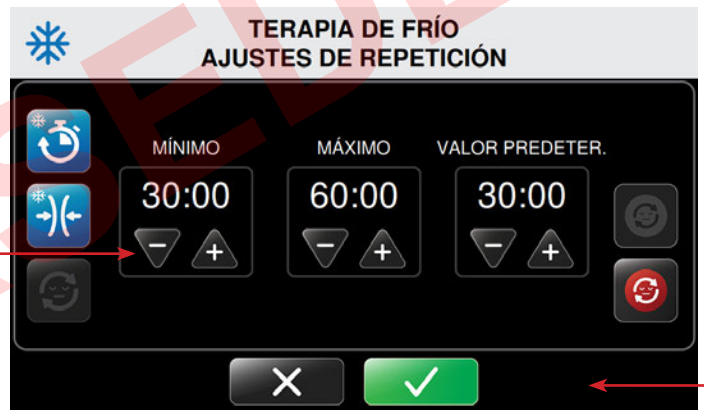 TERAPIA DE FRÍO
AJUSTES DE REPETICIÓN
MÍNIMO MÁXIMO VALOR PREDETER.
30:00 60:00 30:00